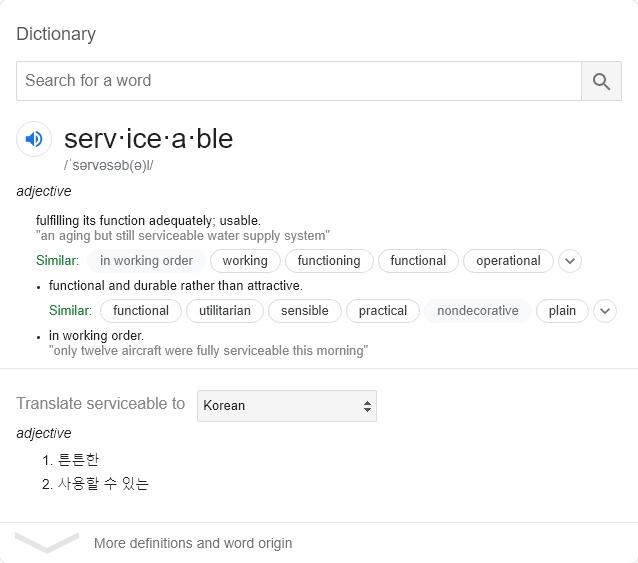 Dictionary
Search for a word
serv·ice·a·ble
/ˈsərvəsəb(ə)l/
adjective
fulfilling its function adequately; usable.
"an aging but still serviceable water supply system"
Similar: in working order working functioning functional operational
• functional and durable rather than attractive.
Similar: functional utilitarian sensible practical nondecorative plain
• in working order.
"only twelve aircraft were fully serviceable this morning"
Translate serviceable to Korean
adjective
1. 튼튼한
2. 사용할 수 있는
More definitions and word origin